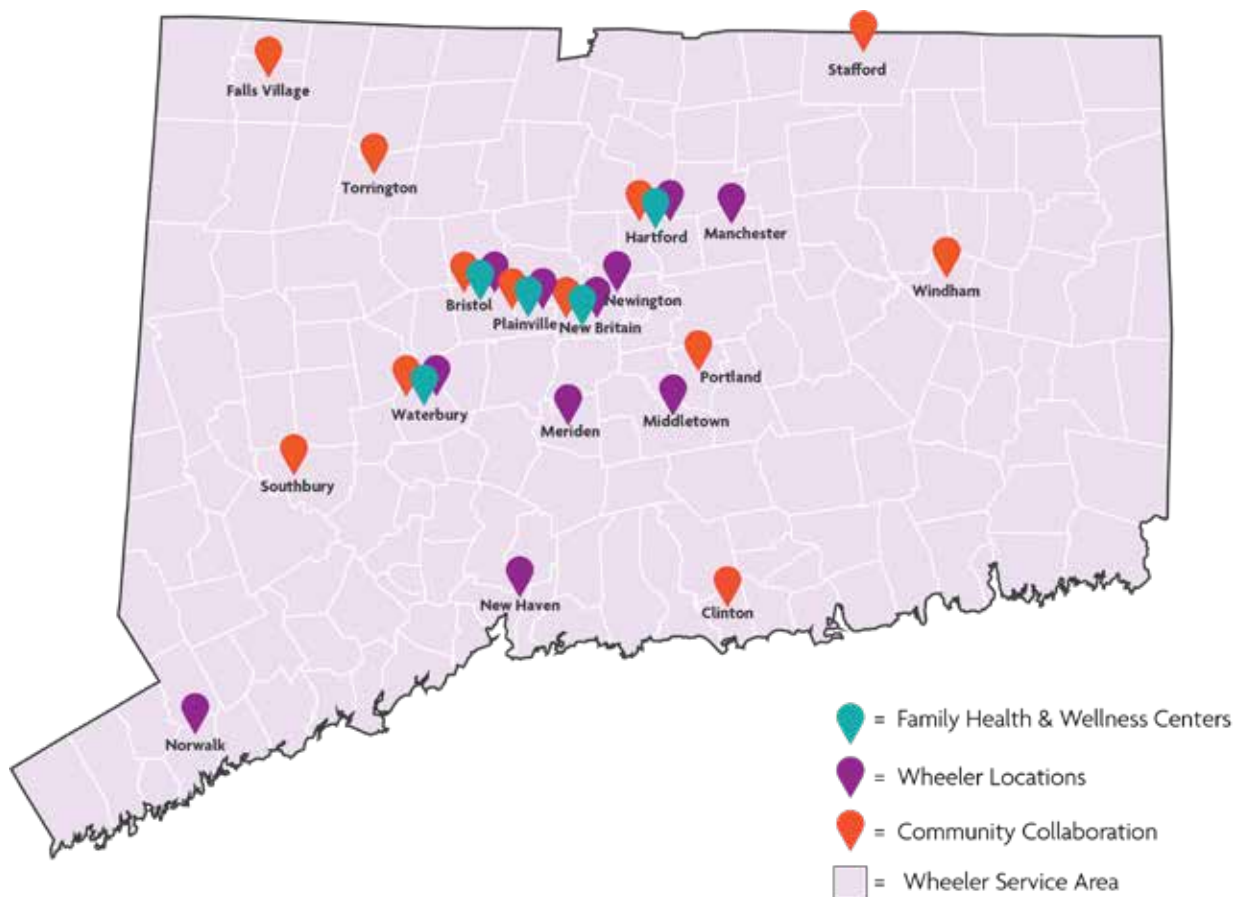 Falls Village
Stafford
Torrington
Hartford
Manchester
Windham
Bristol
Newington
Plainville
New Britain
Portland
Waterbury
Middletown
Meriden
Southbury
New Haven
Clinton
Norwalk
= Family Health & Wellness Centers
= Wheeler Locations
= Community Collaboration
= Wheeler Service Area